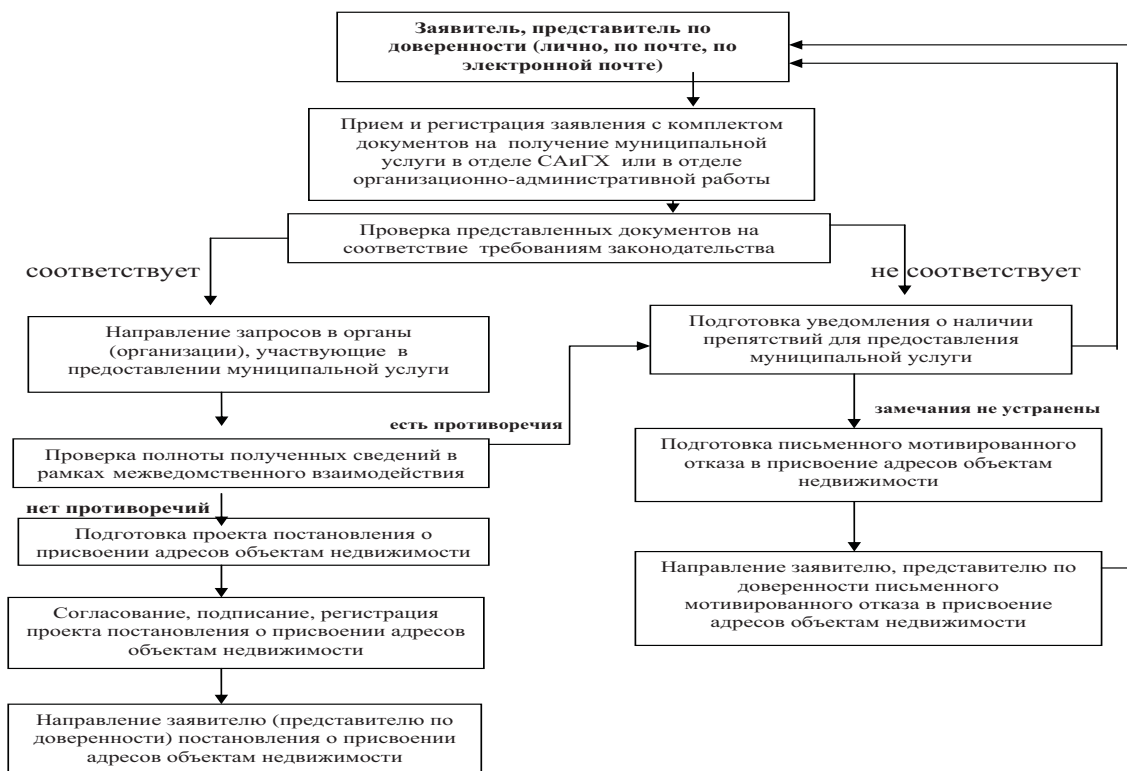 Заявитель, представитель по
доверенности (лично, по почте, по
электронной почте)
Прием и регистрация заявления с комплектом
документов на получение муниципальной
услуги в отделе САиГХ или в отделе
организационно-административной работы
Проверка представленных документов на
соответствие требованиям законодательства
соответствует
не соответствует
Направление запросов в органы
(организации), участвующие в
предоставлении муниципальной услуги
Подготовка уведомления о наличии
препятствий для предоставления
муниципальной услуги
есть противоречия
замечания не устранены
Проверка полноты полученных сведений в
рамках межведомственного взаимодействия
Подготовка письменного мотивированного
отказа в присвоение адресов объектам
недвижимости
нет противоречий
Подготовка проекта постановления о
присвоении адресов объектам недвижимости
Направление заявителю, представителю по
доверенности письменного
мотивированного отказа в присвоение
адресов объектам недвижимости
Согласование, подписание, регистрация
проекта постановления о присвоении адресов
объектам недвижимости
Направление заявителю (представителю по
доверенности) постановления о присвоении
адресов объектам недвижимости